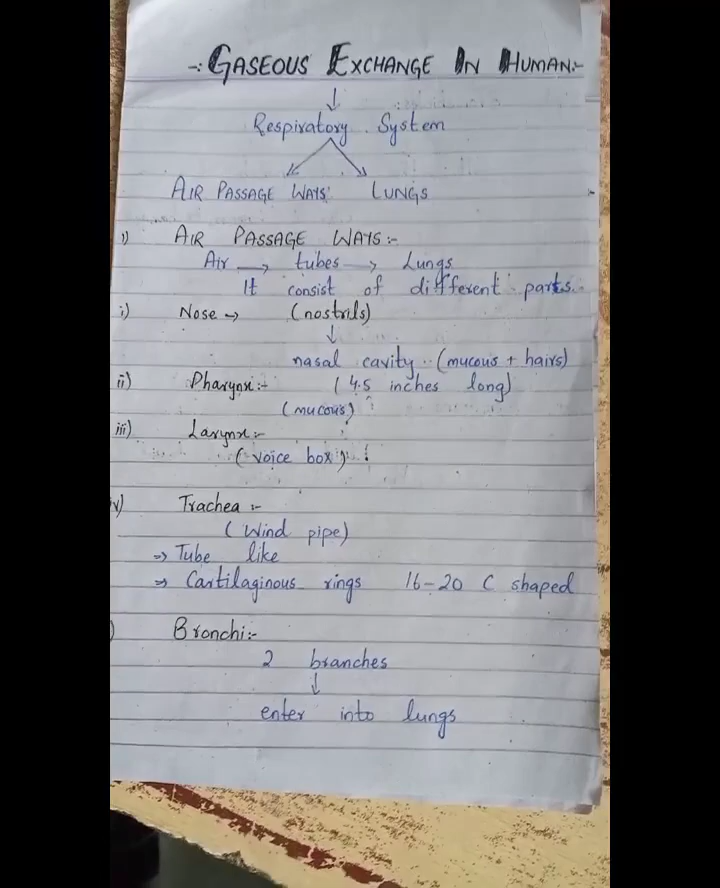 -: GASEOUS EXCHANGE IN HUMAN:-
↓
Respiratory System
AIR PASSAGE WAYS LUNGS
1) AIR PASSAGE WAYS:-
Air → tubes → Lungs
It consist of different parts.
i) Nose → (nostrils)
↓
nasal cavity (mucous + hairs)
ii) Pharynx:- (4.5 inches long)
(mucous)
iii) Larynx:-
(voice box)
iv) Trachea :-
(Wind pipe)
⇒ Tube like
⇒ Cartilaginous rings 16-20 C shaped
) Bronchi:-
2 branches
↓
enter into lungs